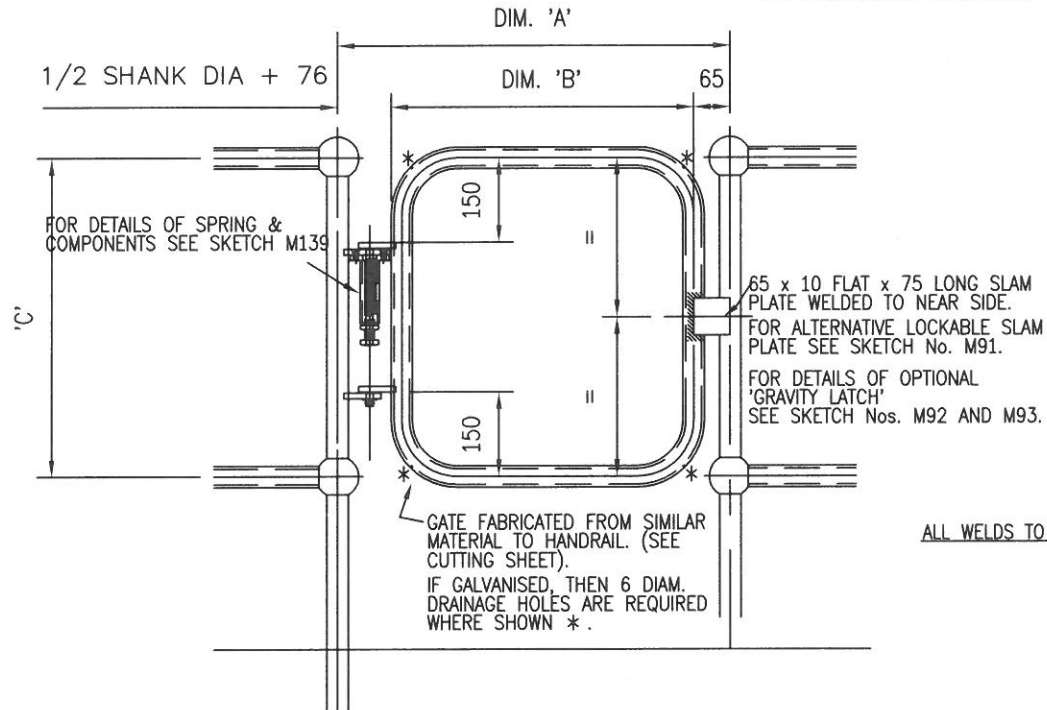 DIM. 'A'
1/2 SHANK DIA + 76
DIM. 'B'
65
150
=
FOR DETAILS OF SPRING &
COMPONENTS SEE SKETCH M139
'C'
65 x 10 FLAT x 75 LONG SLAM
PLATE WELDED TO NEAR SIDE.
FOR ALTERNATIVE LOCKABLE SLAM
PLATE SEE SKETCH No. M91.
FOR DETAILS OF OPTIONAL
'GRAVITY LATCH'
SEE SKETCH Nos. M92 AND M93.
150
=
GATE FABRICATED FROM SIMILAR
MATERIAL TO HANDRAIL. (SEE
CUTTING SHEET).
IF GALVANISED, THEN 6 DIAM.
DRAINAGE HOLES ARE REQUIRED
WHERE SHOWN * .
ALL WELDS TO